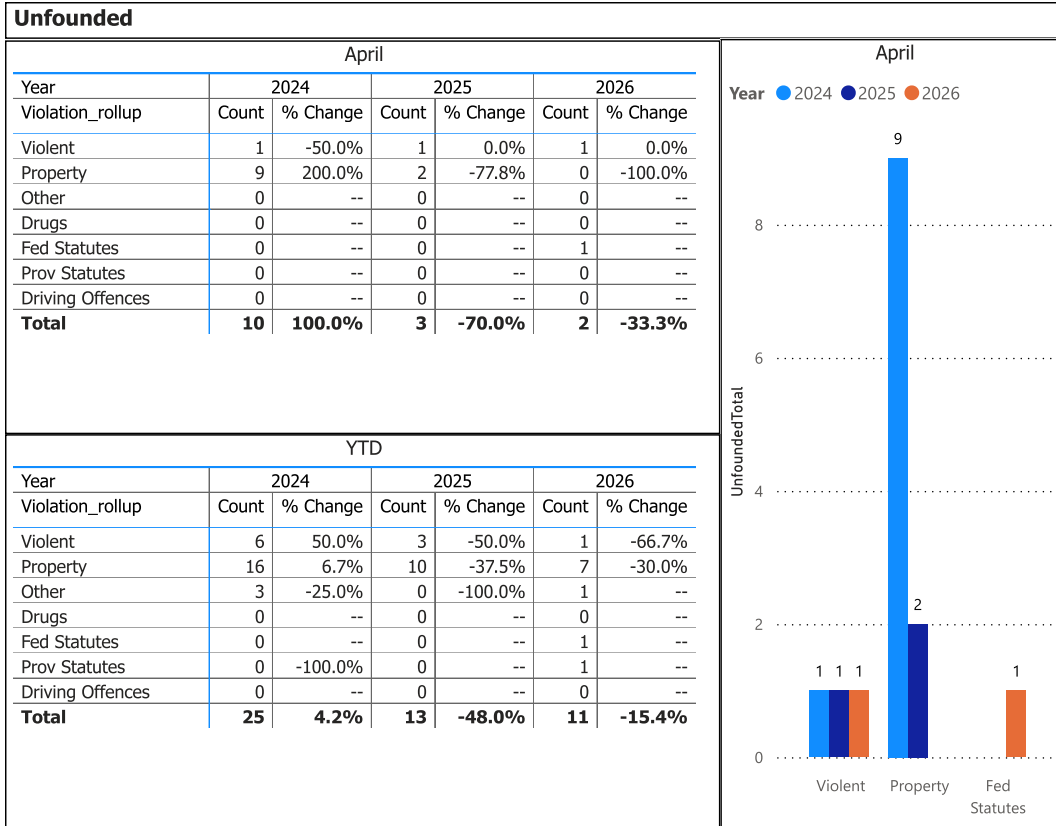 Unfounded
April
Year 2024 2025 2026
Violation_rollup Count % Change Count % Change Count % Change
Violent 1 -50.0% 1 0.0% 1 0.0%
Property 9 200.0% 2 -77.8% 0 -100.0%
Other 0 -- 0 -- 0 --
Drugs 0 -- 0 -- 0 --
Fed Statutes 0 -- 0 -- 1 --
Prov Statutes 0 -- 0 -- 0 --
Driving Offences 0 -- 0 -- 0 --
Total 10 100.0% 3 -70.0% 2 -33.3%
YTD
Year 2024 2025 2026
Violation_rollup Count % Change Count % Change Count % Change
Violent 6 50.0% 3 -50.0% 1 -66.7%
Property 16 6.7% 10 -37.5% 7 -30.0%
Other 3 -25.0% 0 -100.0% 1 --
Drugs 0 -- 0 -- 0 --
Fed Statutes 0 -- 0 -- 1 --
Prov Statutes 0 -100.0% 0 -- 1 --
Driving Offences 0 -- 0 -- 0 --
Total 25 4.2% 13 -48.0% 11 -15.4%
April
Year 2024 2025 2026
9
8
6
UnfoundedTotal
4
2
2
1 1 1 1
0
Violent Property Fed
Statutes